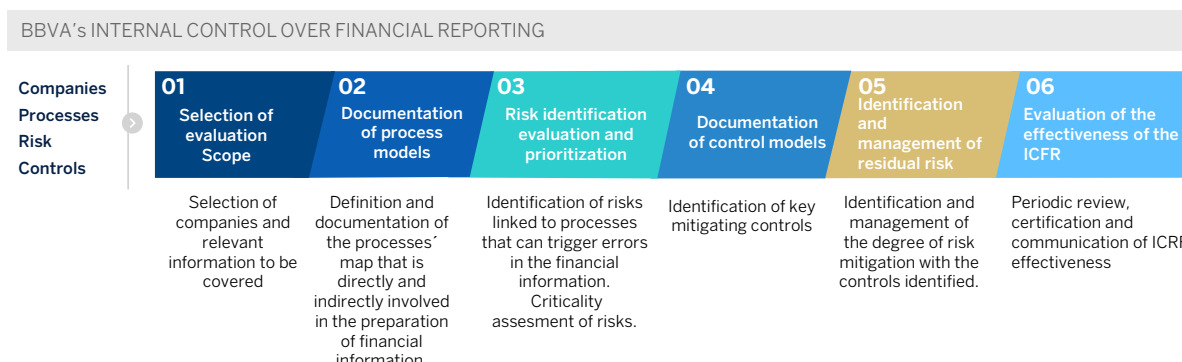 BBVA's INTERNAL CONTROL OVER FINANCIAL REPORTING
Companies
Processes
Risk
Controls
01
Selection of
evaluation
Scope
02
Documentation
of process
models
03
Risk identification
evaluation and
prioritization
04
Documentation
of control models
05
Identification
and
management of
residual risk
06
Evaluation of the
effectiveness of the
ICFR
Selection of
companies and
relevant
information to be
covered
Definition and
documentation of
the processes´
map that is
directly and
indirectly involved
in the preparation
of financial
information
Identification of risks
linked to processes
that can trigger errors
in the financial
information.
Criticality
assesment of risks.
Identification of key
mitigating controls
Identification and
management of
the degree of risk
mitigation with the
controls identified.
Periodic review,
certification and
communication of ICRF
effectiveness